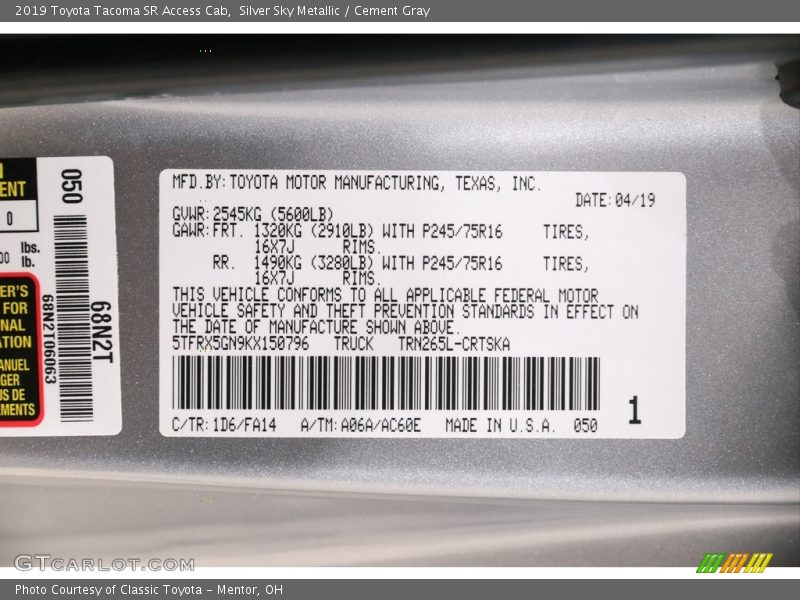 2019 Toyota Tacoma SR Access Cab, Silver Sky Metallic / Cement Gray
ENT
0
lbs.
lb.
ER'S
FOR
NAL
ATION
ANUEL
GER
US DE
EMENTS
050
68N2T06063
68N2T
MFD.BY:TOYOTA MOTOR MANUFACTURING, TEXAS, INC.
DATE:04/19
GVWR:2545KG (5600LB)
GAWR:FRT. 1320KG (2910LB) WITH P245/75R16 TIRES,
16X7J RIMS.
RR. 1490KG (3280LB) WITH P245/75R16 TIRES,
16X7J RIMS.
THIS VEHICLE CONFORMS TO ALL APPLICABLE FEDERAL MOTOR
VEHICLE SAFETY AND THEFT PREVENTION STANDARDS IN EFFECT ON
THE DATE OF MANUFACTURE SHOWN ABOVE.
5TFRX5GN9KX150796 TRUCK TRN265L-CRTSKA
1
C/TR:1D6/FA14 A/TM:A06A/AC60E MADE IN U.S.A. 050
GTCARLOT.COM
Photo Courtesy of Classic Toyota - Mentor, OH